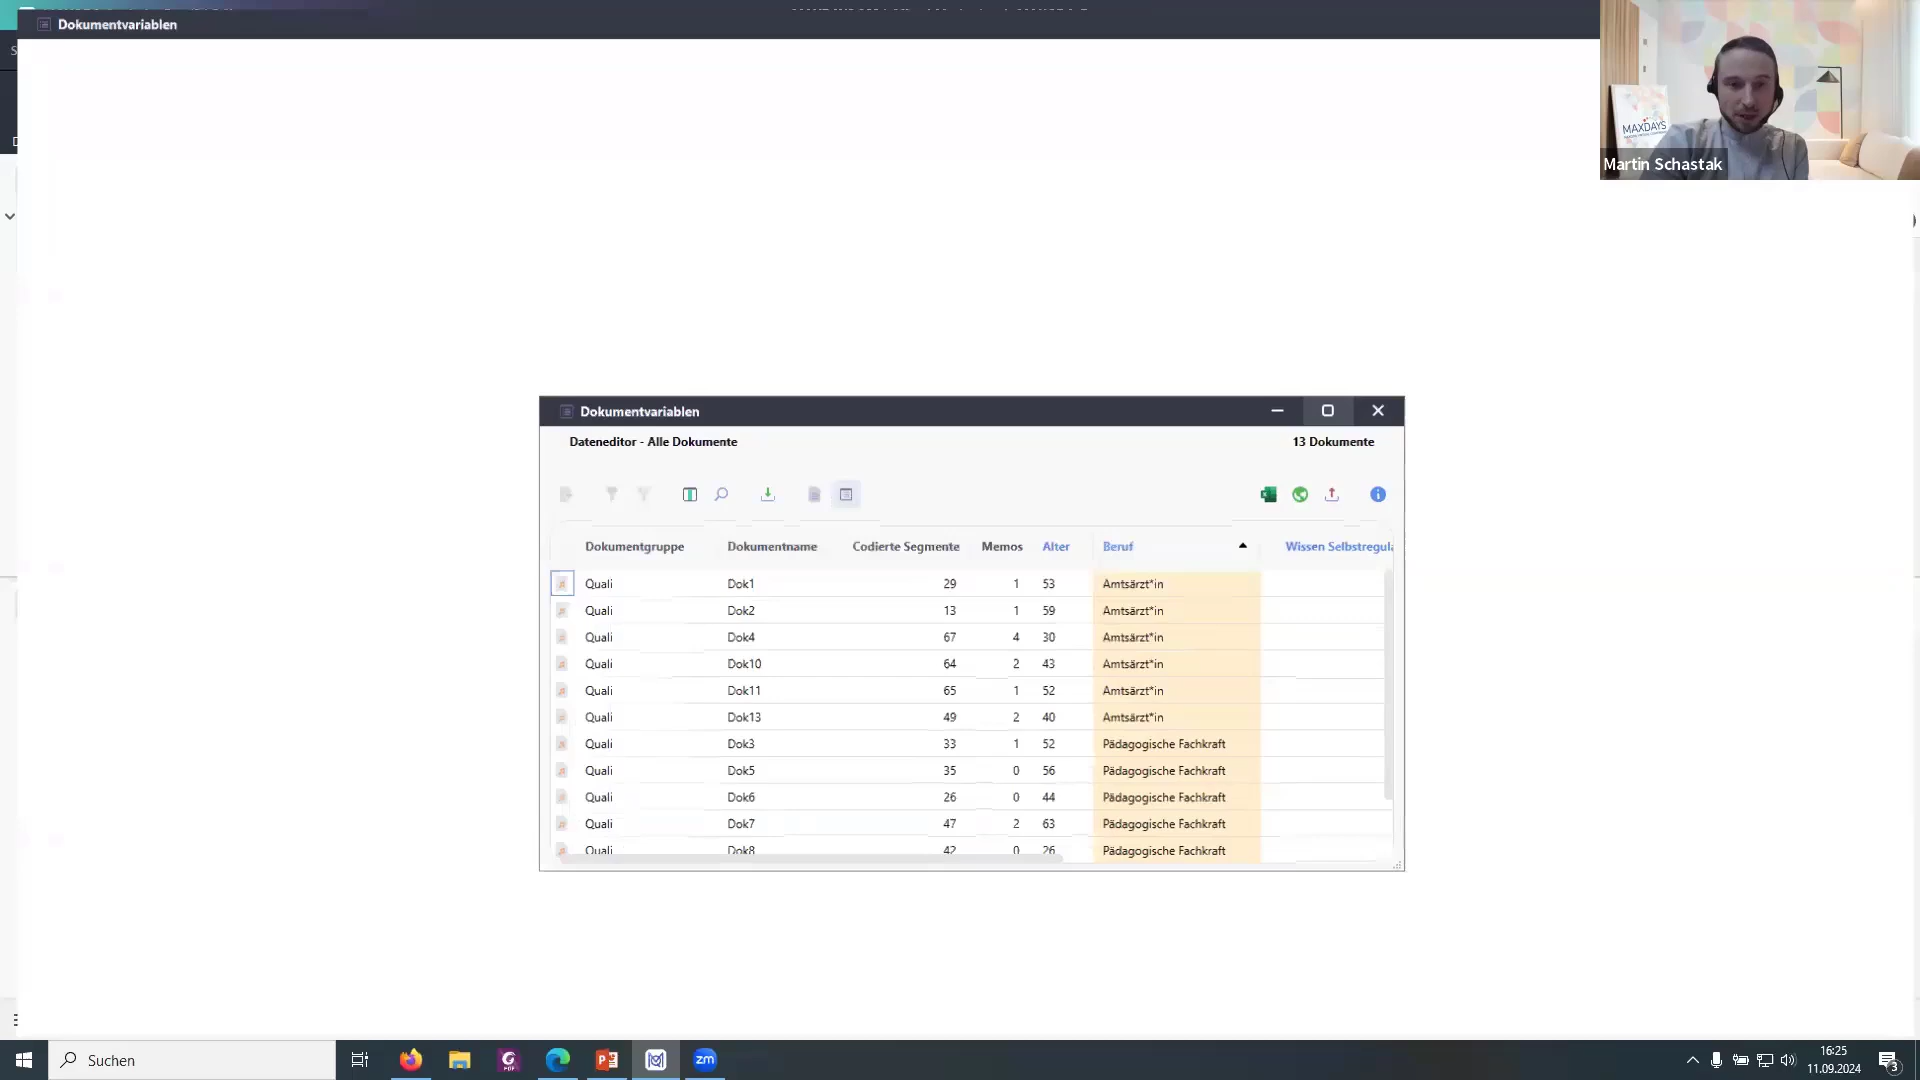 Dokumentvariablen
MAXDAYS
Martin Schastak
Dokumentvariablen
Dateneditor - Alle Dokumente 13 Dokumente
Dokumentgruppe Dokumentname Codierte Segmente Memos Alter Beruf Wissen Selbstregula
Quali Dok1 29 1 53 Amtsärzt*in
Quali Dok2 13 1 59 Amtsärzt*in
Quali Dok4 67 4 30 Amtsärzt*in
Quali Dok10 64 2 43 Amtsärzt*in
Quali Dok11 65 1 52 Amtsärzt*in
Quali Dok13 49 2 40 Amtsärzt*in
Quali Dok3 33 1 52 Pädagogische Fachkraft
Quali Dok5 35 0 56 Pädagogische Fachkraft
Quali Dok6 26 0 44 Pädagogische Fachkraft
Quali Dok7 47 2 63 Pädagogische Fachkraft
Quali Dok8 42 0 26 Pädagogische Fachkraft
Suchen
zm
16:25
11.09.2024
3